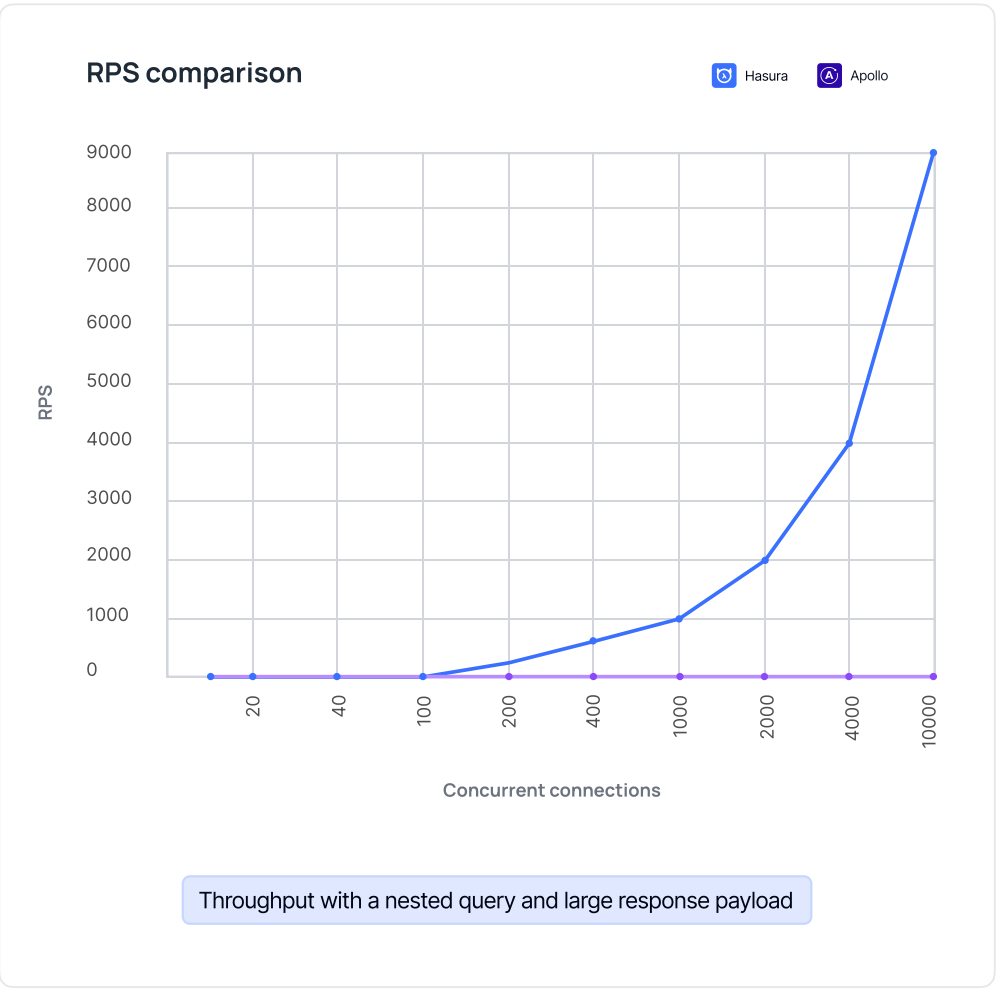 RPS comparison
Hasura
A
Apollo
9000
8000
7000
6000
5000
4000
3000
2000
1000
0
RPS
20
40
100
200
400
1000
2000
4000
10000
Concurrent connections
Throughput with a nested query and large response payload